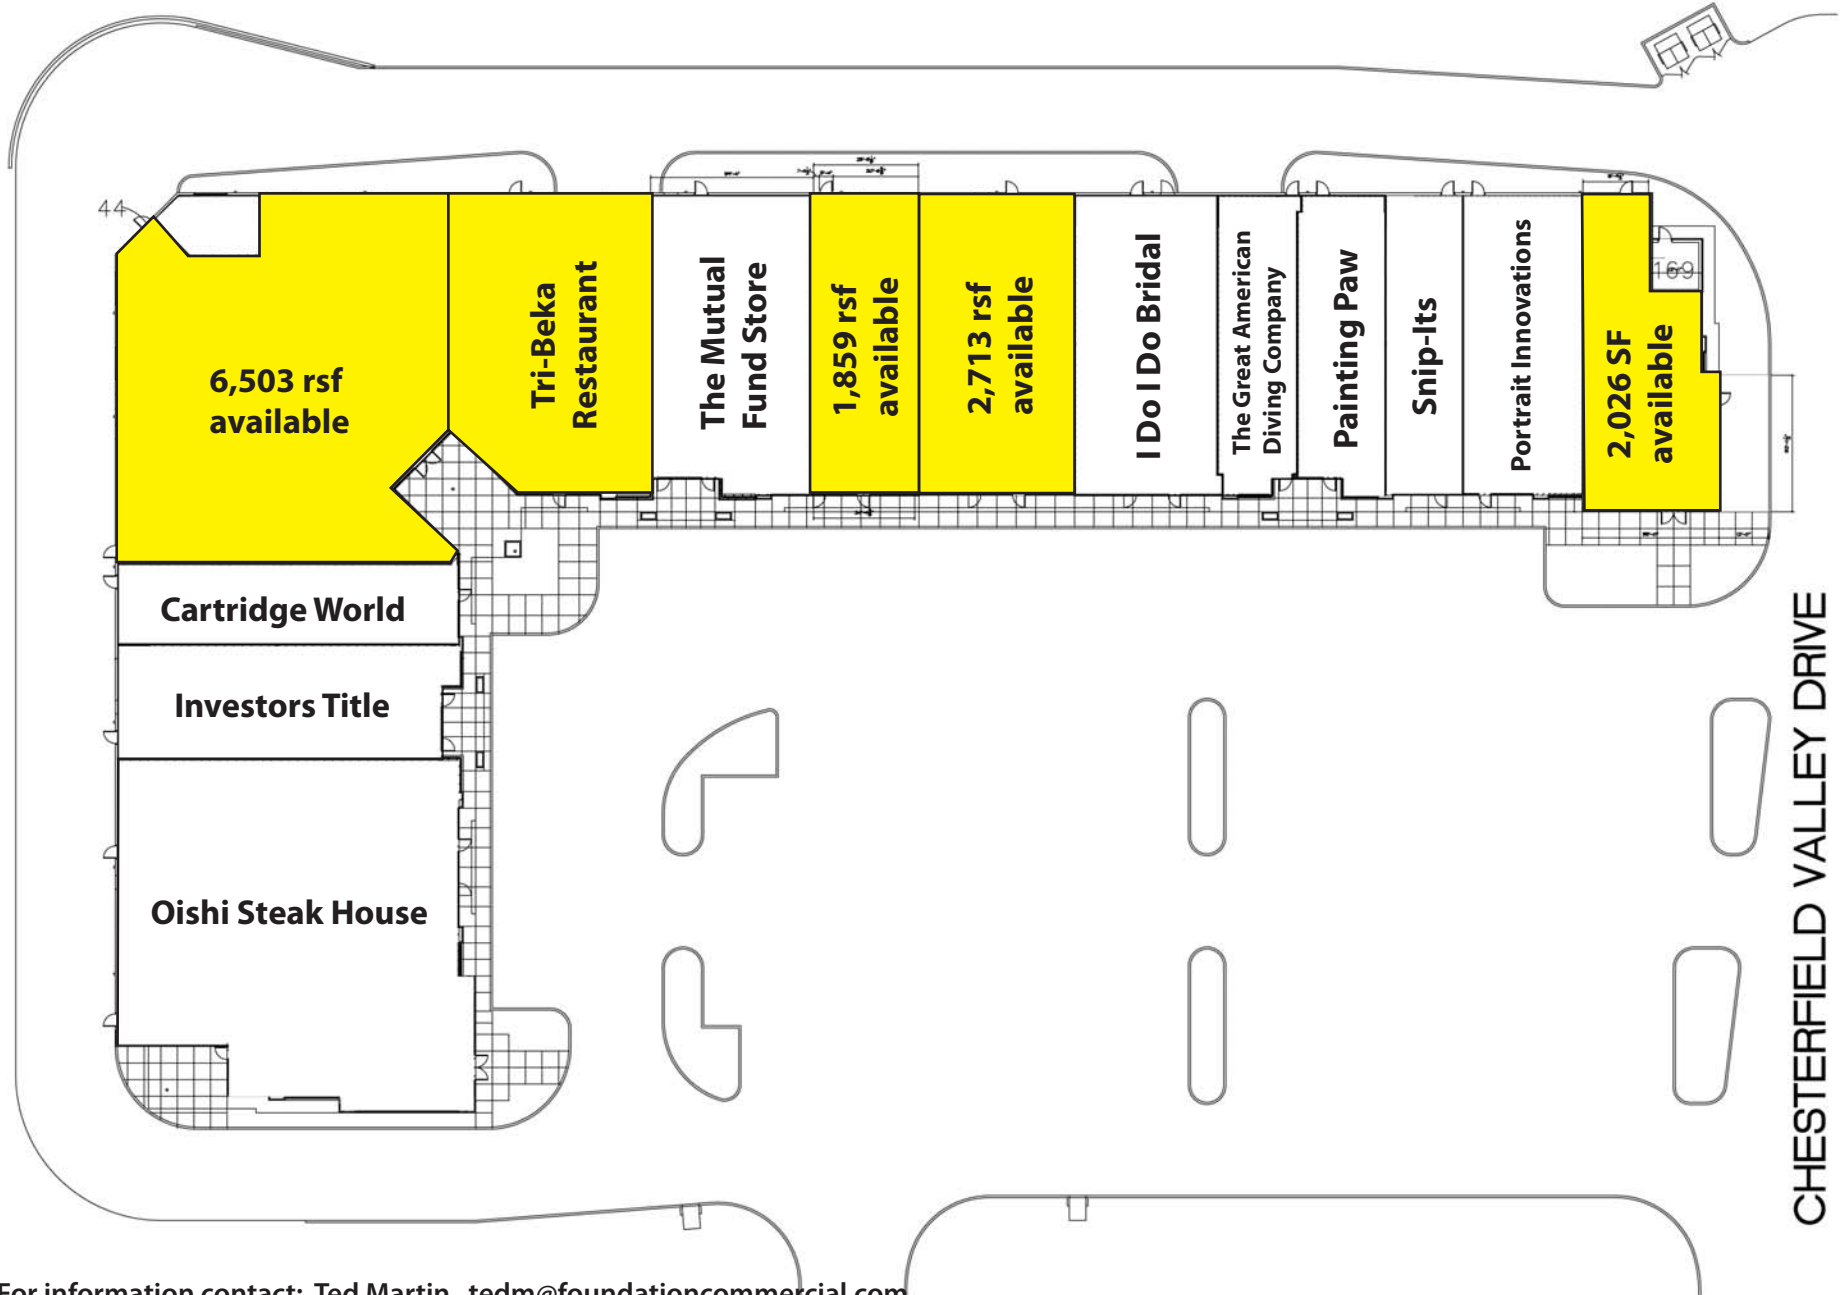 44
6,503 rsf
available
Tri-Beka
Restaurant
The Mutual
Fund Store
1,859 rsf
available
2,713 rsf
available
I Do I Do Bridal
The Great American
Diving Company
Painting Paw
Snip-Its
Portrait Innovations
2,026 SF
available
169
Cartridge World
Investors Title
Oishi Steak House
CHESTERFIELD VALLEY DRIVE
For information contact: Ted Martin tedm@foundationcommercial.com